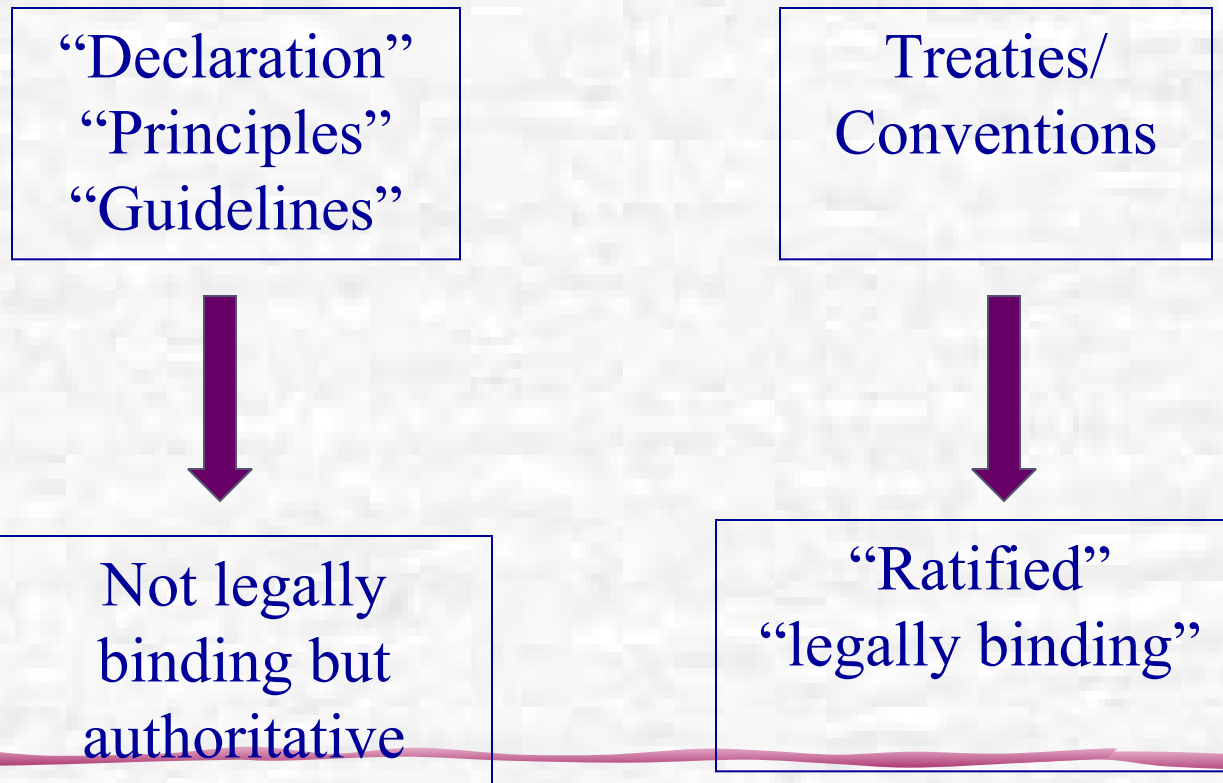 “Declaration”
“Principles”
“Guidelines”
Treaties/
Conventions
Not legally
binding but
authoritative
“Ratified”
“legally binding”